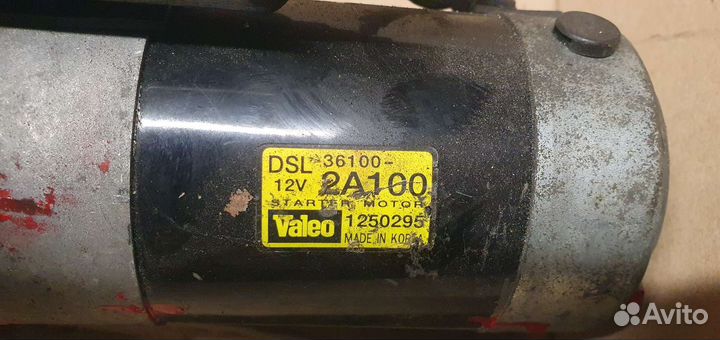 DSL 36100-
12V 2A100
STARTER MOTOR
Valeo 1250295
MADE IN KOREA
Avito